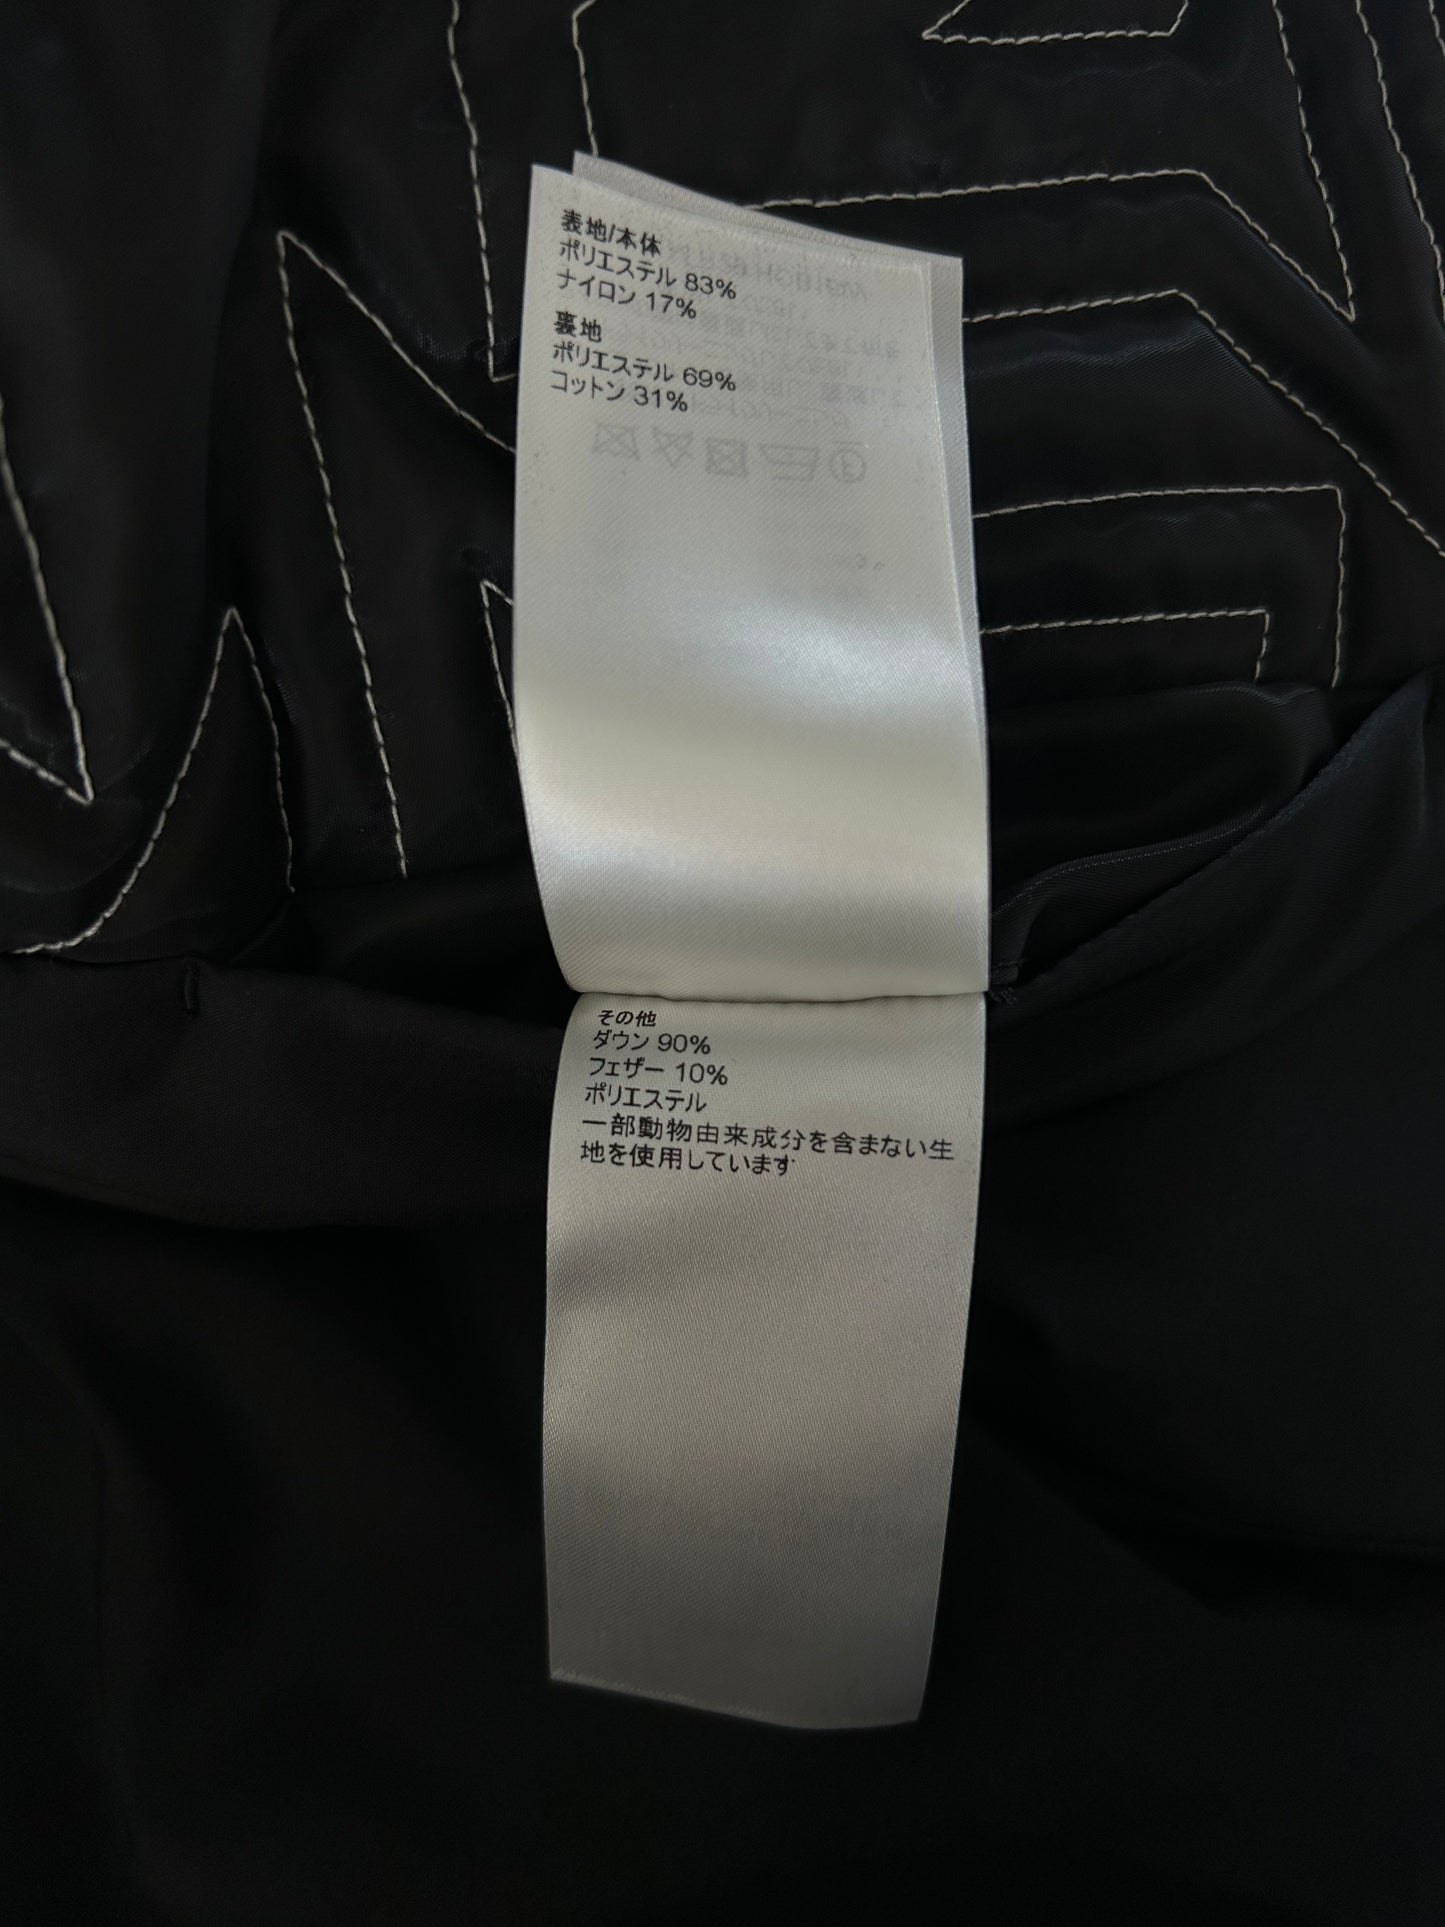 表地/本体
ポリエステル 83%
ナイロン 17%
裏地
ポリエステル 69%
コットン 31%
その他
ダウン 90%
フェザー 10%
ポリエステル
一部動物由来成分を含まない生
地を使用しています